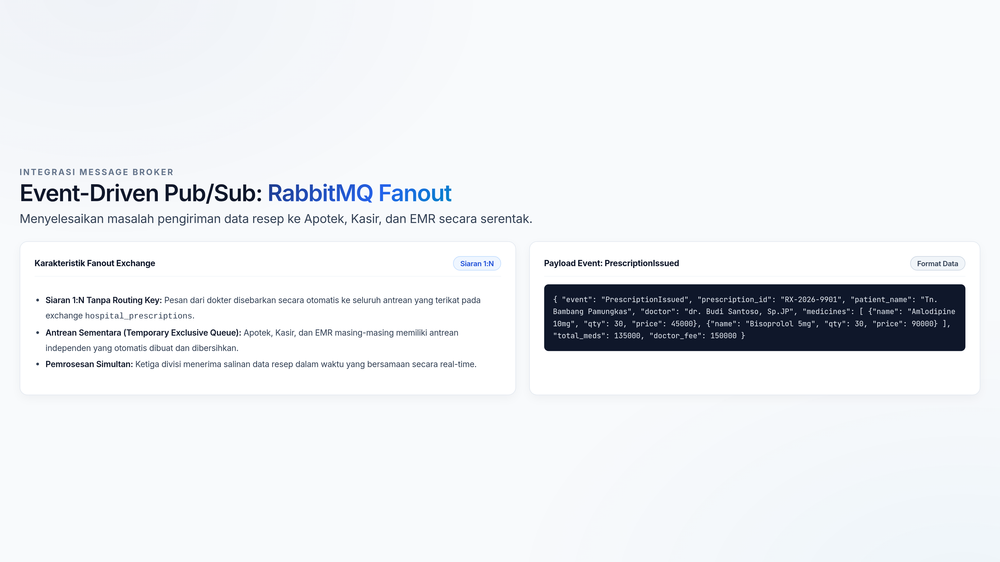 INTEGRASI MESSAGE BROKER
Event-Driven Pub/Sub: RabbitMQ Fanout
Menyelesaikan masalah pengiriman data resep ke Apotek, Kasir, dan EMR secara serentak.
Karakteristik Fanout Exchange
Siaran 1:N
• Siaran 1:N Tanpa Routing Key: Pesan dari dokter disebarkan secara otomatis ke seluruh antrean yang terikat pada
exchange hospital_prescriptions.
• Antrean Sementara (Temporary Exclusive Queue): Apotek, Kasir, dan EMR masing-masing memiliki antrean
independen yang otomatis dibuat dan dibersihkan.
• Pemrosesan Simultan: Ketiga divisi menerima salinan data resep dalam waktu yang bersamaan secara real-time.
Payload Event: PrescriptionIssued
Format Data
{ "event": "PrescriptionIssued", "prescription_id": "RX-2026-9901", "patient_name": "Tn.
Bambang Pamungkas", "doctor": "dr. Budi Santoso, Sp.JP", "medicines": [ {"name": "Amlodipine
10mg", "qty": 30, "price": 45000}, {"name": "Bisoprolol 5mg", "qty": 30, "price": 90000} ],
"total_meds": 135000, "doctor_fee": 150000 }